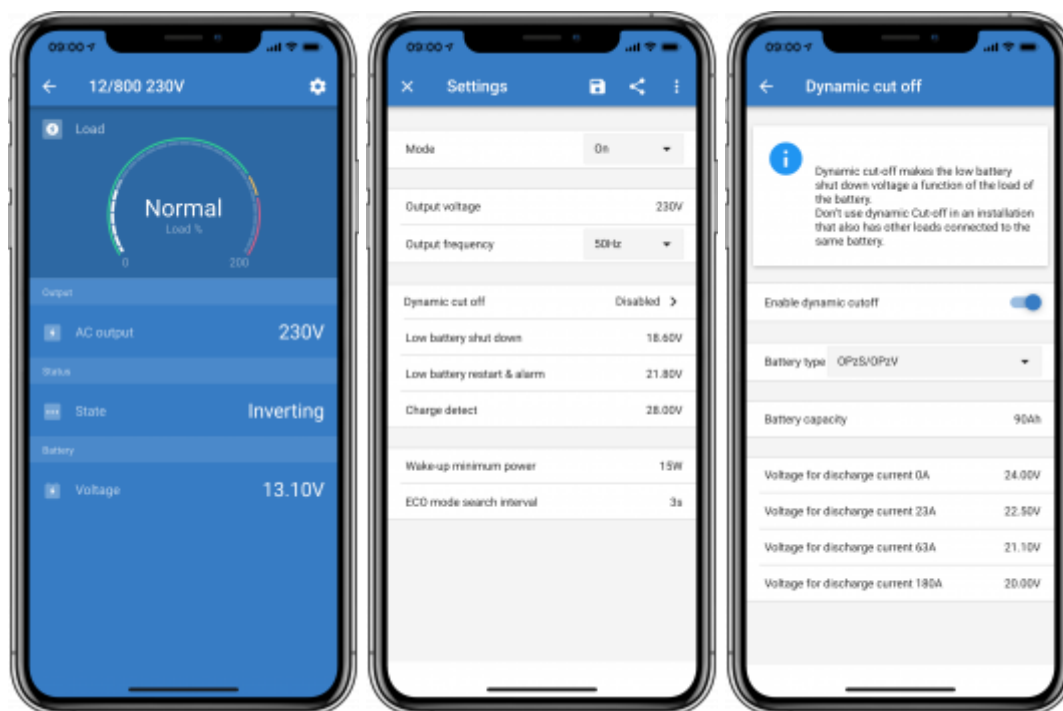 09:00
12/800 230V
Load
Normal
Load %
0
200
Output
AC output
230V
Status
State
Inverting
Battery
Voltage
13.10V
09:00
Settings
Mode
On
Output voltage
230V
Output frequency
50Hz
Dynamic cut off
Disabled
Low battery shut down
18.60V
Low battery restart & alarm
21.80V
Charge detect
28.00V
Wake-up minimum power
15W
ECO mode search interval
3s
09:00
Dynamic cut off
Dynamic cut-off makes the low battery
shut down voltage a function of the load of
the battery.
Don't use dynamic Cut-off in an installation
that also has other loads connected to the
same battery.
Enable dynamic cutoff
Battery type
OPzS/OPzV
Battery capacity
90Ah
Voltage for discharge current 0A
24.00V
Voltage for discharge current 23A
22.50V
Voltage for discharge current 63A
21.10V
Voltage for discharge current 180A
20.00V